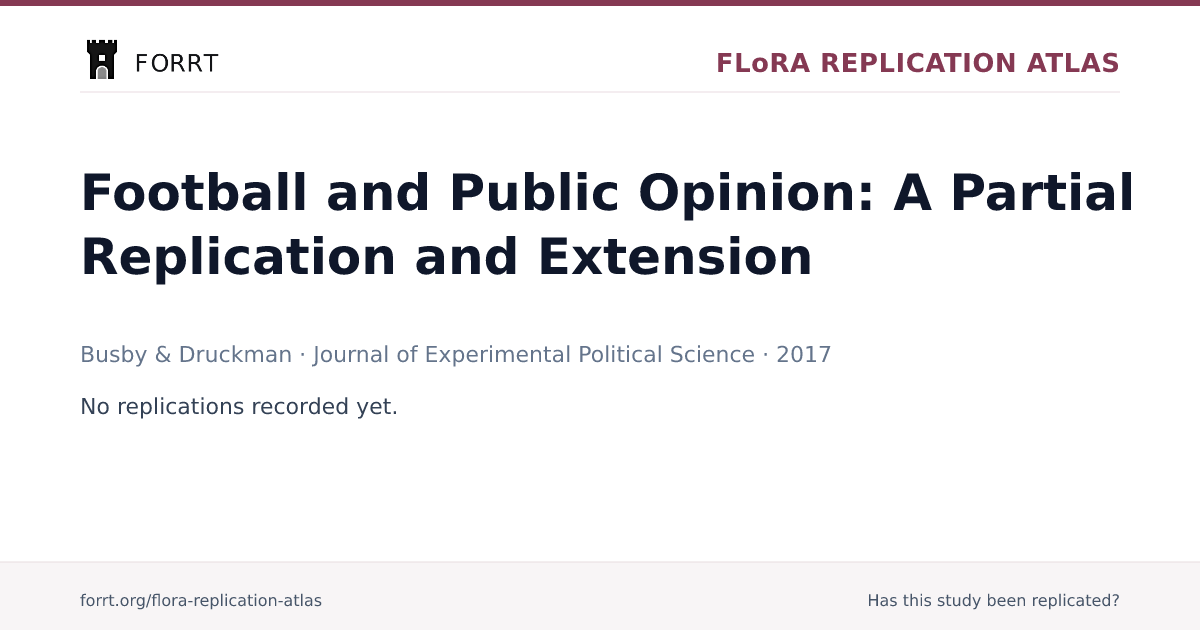 FORRT
FLoRA REPLICATION ATLAS
Football and Public Opinion: A Partial
Replication and Extension
Busby & Druckman · Journal of Experimental Political Science · 2017
No replications recorded yet.
forrt.org/flora-replication-atlas
Has this study been replicated?